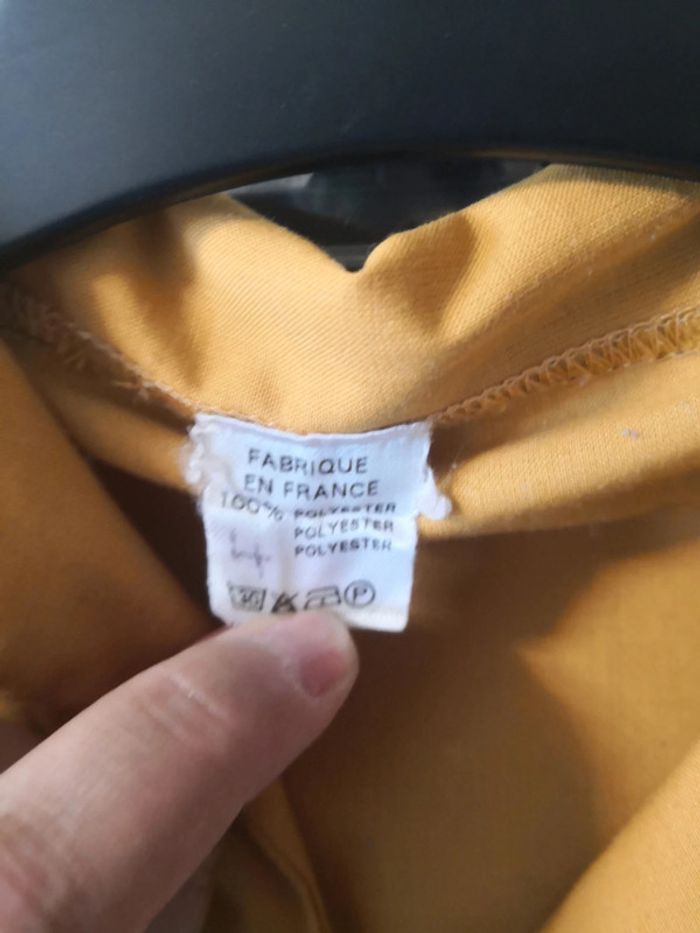 FABRIQUE
EN FRANCE
100% POLYESTER
POLYESTER
POLYESTER
P